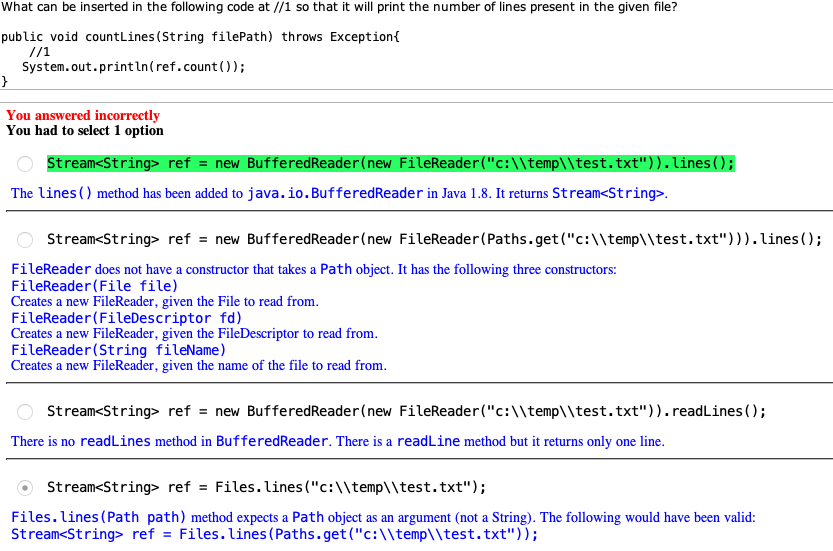 What can be inserted in the following code at //1 so that it will print the number of lines present in the given file?
public void countLines(String filePath) throws Exception{
//1
System.out.println(ref.count());
}
You answered incorrectly
You had to select 1 option
Stream<String> ref = new BufferedReader(new FileReader("c:\\temp\\test.txt")).lines();
The lines() method has been added to java.io.BufferedReader in Java 1.8. It returns Stream<String>.
Stream<String> ref = new BufferedReader(new FileReader(Paths.get("c:\\temp\\test.txt"))).lines();
FileReader does not have a constructor that takes a Path object. It has the following three constructors:
FileReader(File file)
Creates a new FileReader, given the File to read from.
FileReader(FileDescriptor fd)
Creates a new FileReader, given the FileDescriptor to read from.
FileReader(String fileName)
Creates a new FileReader, given the name of the file to read from.
Stream<String> ref = new BufferedReader(new FileReader("c:\\temp\\test.txt")).readLines();
There is no readLines method in BufferedReader. There is a readLine method but it returns only one line.
Stream<String> ref = Files.lines("c:\\temp\\test.txt");
Files.lines(Path path) method expects a Path object as an argument (not a String). The following would have been valid:
Stream<String> ref = Files.lines(Paths.get("c:\\temp\\test.txt"));